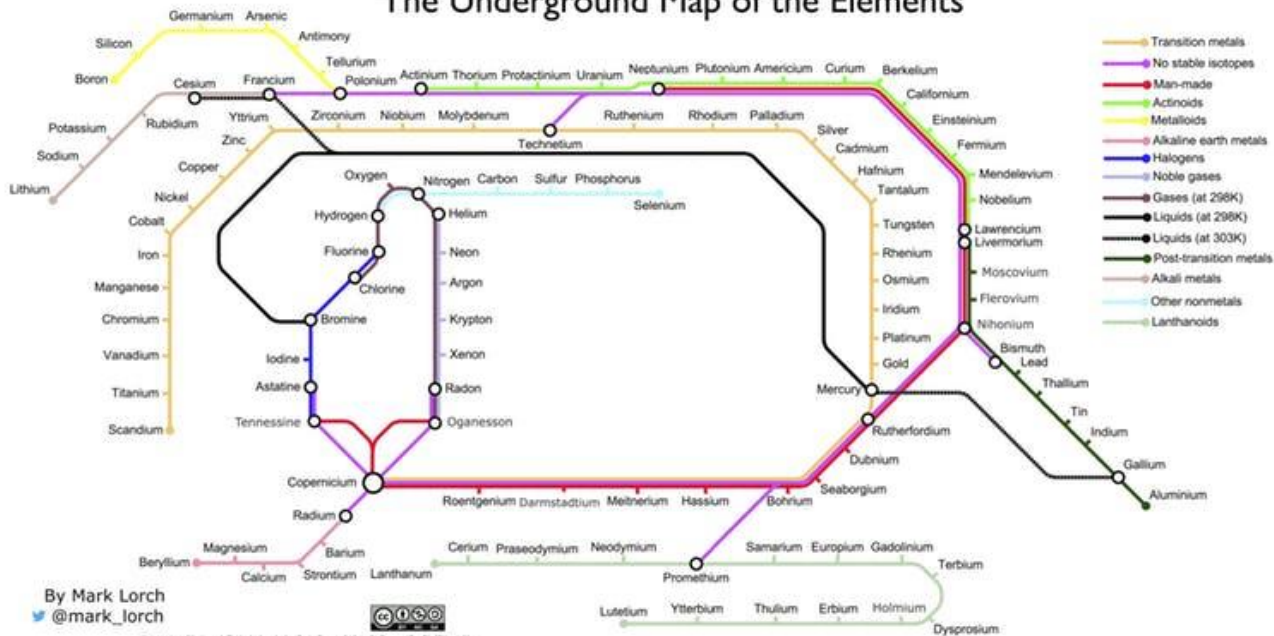 The Underground Map of the Elements
Germanium
Arsenic
Silicon
Antimony
Boron
Tellurium
Cesium
Francium
Polonium
Actinium
Thorium
Protactinium
Uranium
Neptunium
Plutonium
Americium
Curium
Berkelium
Californium
Einsteinium
Fermium
Mendelevium
Nobelium
Lawrencium
Livermorium
Moscovium
Flerovium
Nihonium
Bismuth
Lead
Thallium
Tin
Indium
Gallium
Aluminium
Rubidium
Potassium
Sodium
Lithium
Yttrium
Zirconium
Niobium
Molybdenum
Technetium
Ruthenium
Rhodium
Palladium
Silver
Cadmium
Hafnium
Tantalum
Tungsten
Rhenium
Osmium
Iridium
Platinum
Gold
Mercury
Rutherfordium
Dubnium
Seaborgium
Zinc
Copper
Nickel
Cobalt
Iron
Manganese
Chromium
Vanadium
Titanium
Scandium
Oxygen
Nitrogen
Carbon
Sulfur
Phosphorus
Selenium
Hydrogen
Helium
Fluorine
Neon
Chlorine
Argon
Bromine
Krypton
Iodine
Xenon
Astatine
Radon
Tennessine
Oganesson
Copernicium
Roentgenium
Darmstadtium
Meitnerium
Hassium
Bohrium
Radium
Barium
Strontium
Calcium
Magnesium
Beryllium
Lanthanum
Cerium
Praseodymium
Neodymium
Promethium
Samarium
Europium
Gadolinium
Terbium
Dysprosium
Holmium
Erbium
Thulium
Ytterbium
Lutetium
Transition metals
No stable isotopes
Man-made
Actinoids
Metalloids
Alkaline earth metals
Halogens
Noble gases
Gases (at 298K)
Liquids (at 298K)
Liquids (at 303K)
Post-transition metals
Alkali metals
Other nonmetals
Lanthanoids
By Mark Lorch
@mark_lorch
cc